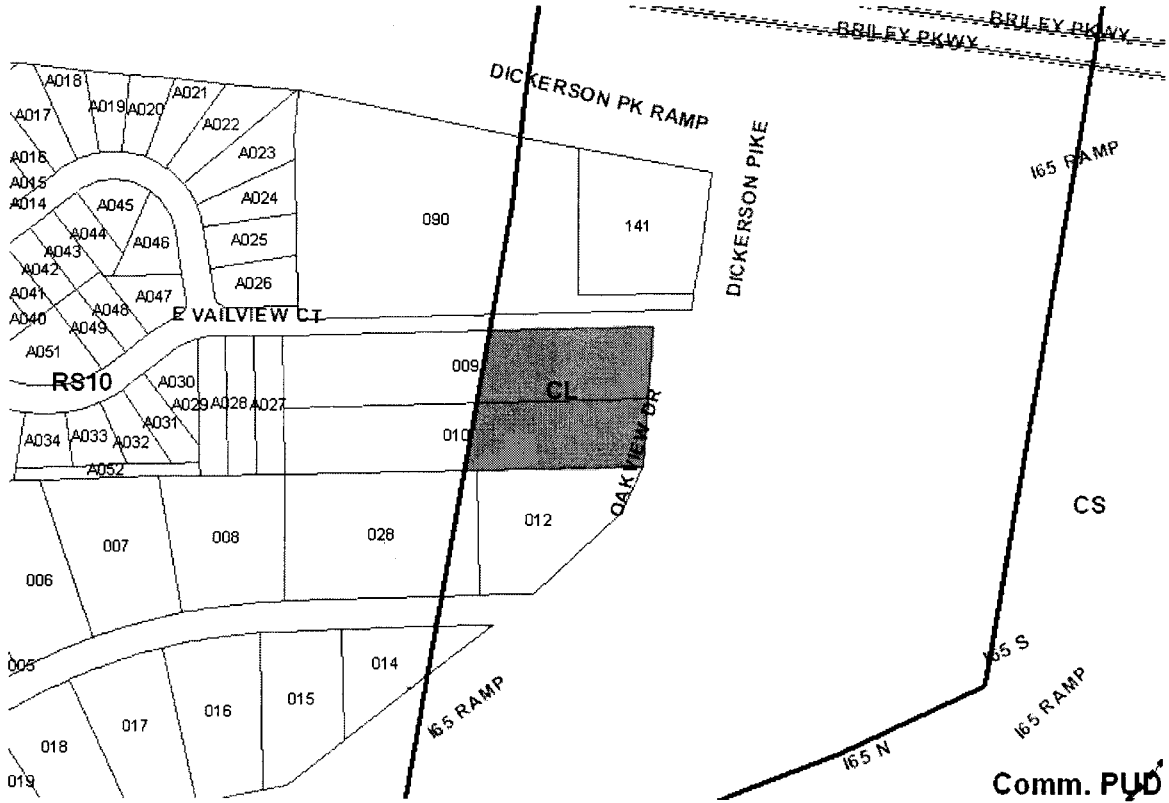 BRILEY PKWY
BRILEY PKWY
DICKERSON PK RAMP
DICKERSON PIKE
I65 RAMP
A018
A019
A020
A021
A017
A022
A016
A023
A015
A014
A024
A045
A044
A046
A025
A043
A042
A026
A041
A047
A048
A040
A049
A051
090
141
E VAILVIEW CT
RS10
009
CL
A030
A029
A028
A027
A031
A034
A033
A032
A052
010
OAKVIEW DR
CS
007
008
028
012
006
005
014
015
016
017
018
019
I65 RAMP
I65 S
I65 RAMP
I65 N
Comm. PUD